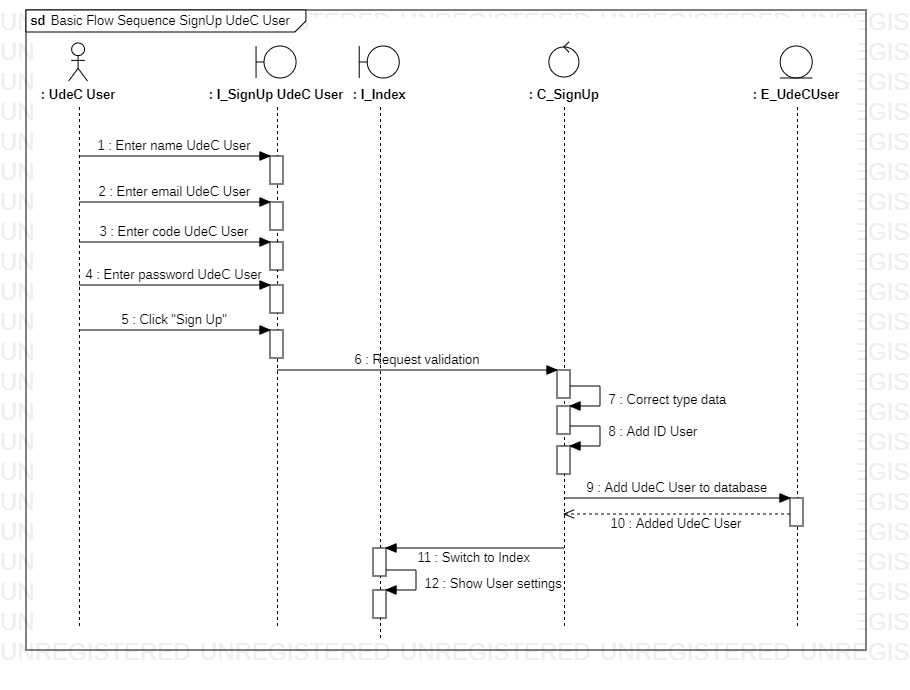 sd Basic Flow Sequence SignUp UdeC User
: UdeC User : I_SignUp UdeC User : I_Index : C_SignUp : E_UdeCUser
1 : Enter name UdeC User
2 : Enter email UdeC User
3 : Enter code UdeC User
4 : Enter password UdeC User
5 : Click "Sign Up"
6 : Request validation
7 : Correct type data
8 : Add ID User
9 : Add UdeC User to database
10 : Added UdeC User
11 : Switch to Index
12 : Show User settings
UNREGISTERED UNREGISTERED UNREGISTERED UNREGISTERED UNREGIS